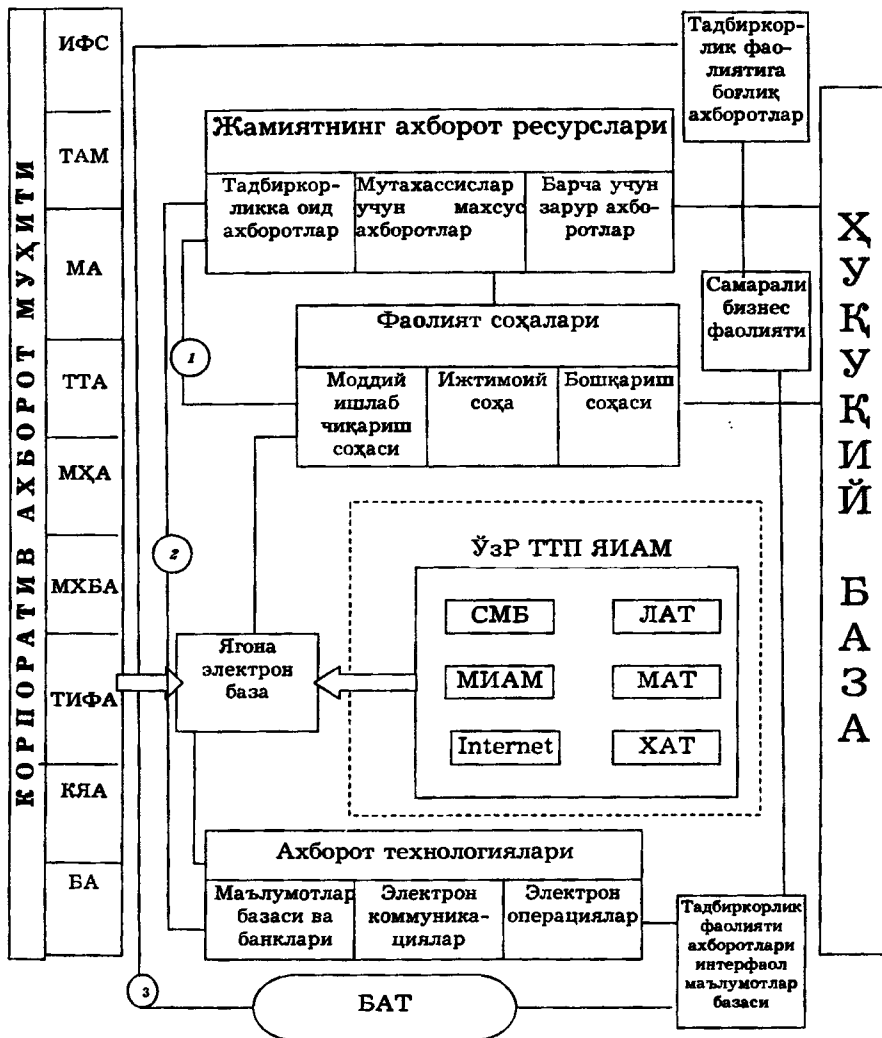 КОРПОРАТИВ АХБОРОТ МУҲИТИ
ИФС
ТАМ
МА
ТТА
МҲА
МХБА
ТИФА
КЯА
БА
Тадбиркор-
лик фао-
лиятига
боғлиқ
ахборотлар
Жамиятнинг ахборот ресурслари
Тадбиркор-
ликка оид
ахборотлар
Мутахассислар
учун махсус
ахборотлар
Барча учун
зарур ахбо-
ротлар
Самарали
бизнес
фаолияти
1
Фаолият соҳалари
Моддий
ишлаб
чиқариш
соҳаси
Ижтимоий
соҳа
Бошқариш
соҳаси
2
ЎзР ТТП ЯИАМ
СМБ
ЛАТ
МИАМ
МАТ
Internet
ХАТ
Ягона
электрон
база
Ахборот технологиялари
Маълумотлар
базаси ва
банклари
Электрон
коммуника-
циялар
Электрон
операциялар
Тадбиркорлик
фаолияти
ахборотлари
интерфаол
маълумотлар
базаси
3
БАТ
ҲУҚУҚИЙ БАЗА